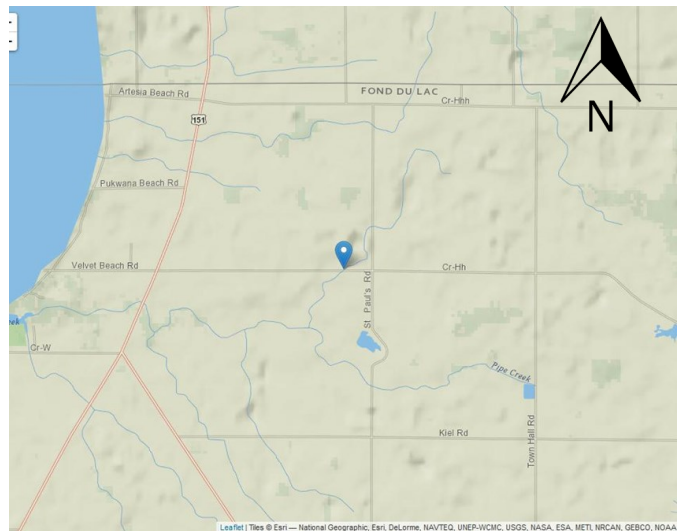 +
-
Artesia Beach Rd
FOND DU LAC
Cr-Hhh
N
151
Pukwana Beach Rd
Velvet Beach Rd
Cr-Hh
St Paul's Rd
Cr-W
Pipe Creek
Kiel Rd
Town Hall Rd
Leaflet | Tiles © Esri — National Geographic, Esri, DeLorme, NAVTEQ, UNEP-WCMC, USGS, NASA, ESA, METI, NRCAN, GEBCO, NOAA